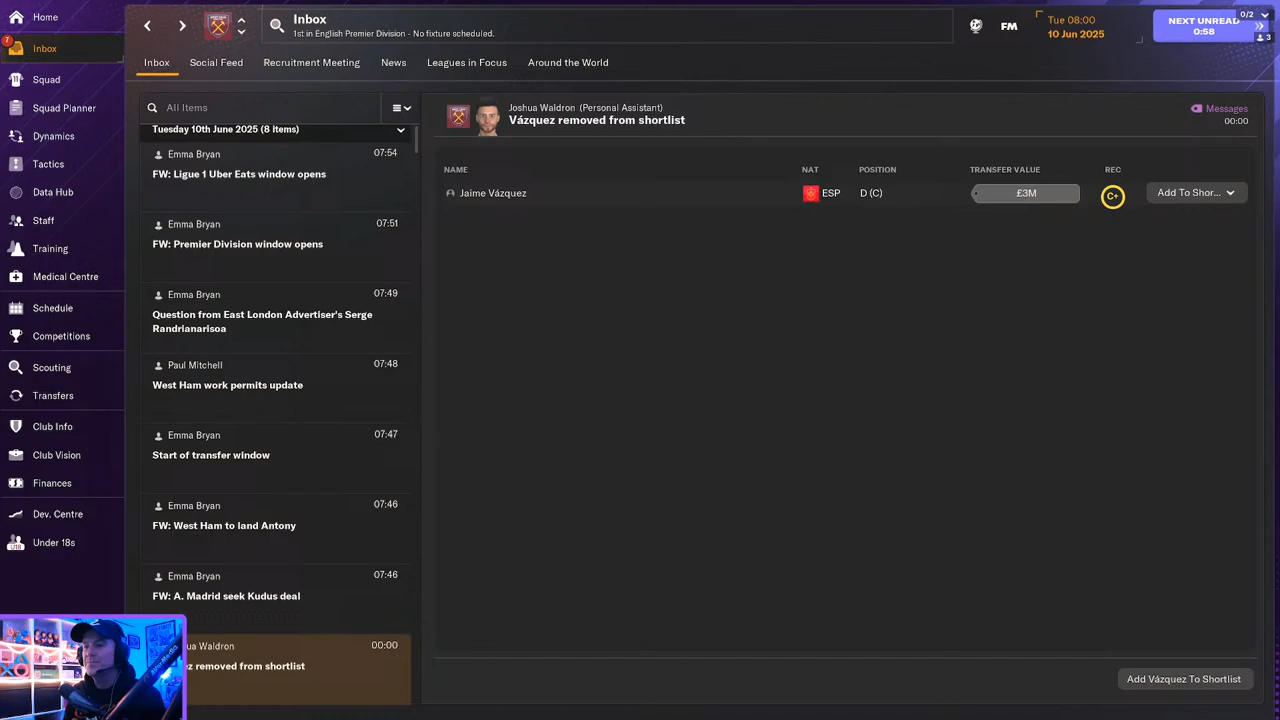 Home
7
Inbox
Squad
Squad Planner
Dynamics
Tactics
Data Hub
Staff
Training
Medical Centre
Schedule
Competitions
Scouting
Transfers
Club Info
Club Vision
Finances
Dev. Centre
Under 18s
Inbox
1st in English Premier Division - No fixture scheduled.
FM
Tue 08:00
10 Jun 2025
NEXT UNREAD
0:58
0/2
3
Inbox
Social Feed
Recruitment Meeting
News
Leagues in Focus
Around the World
All Items
Tuesday 10th June 2025 (8 Items)
Emma Bryan 07:54
FW: Ligue 1 Uber Eats window opens
Emma Bryan 07:51
FW: Premier Division window opens
Emma Bryan 07:49
Question from East London Advertiser's Serge
Randrianarisoa
Paul Mitchell 07:48
West Ham work permits update
Emma Bryan 07:47
Start of transfer window
Emma Bryan 07:46
FW: West Ham to land Antony
Emma Bryan 07:46
FW: A. Madrid seek Kudus deal
ua Waldron 00:00
ez removed from shortlist
Joshua Waldron (Personal Assistant)
Vázquez removed from shortlist
Messages
00:00
NAME NAT POSITION TRANSFER VALUE REC
Jaime Vázquez ESP D (C) £3M C+ Add To Shor...
Add Vázquez To Shortlist